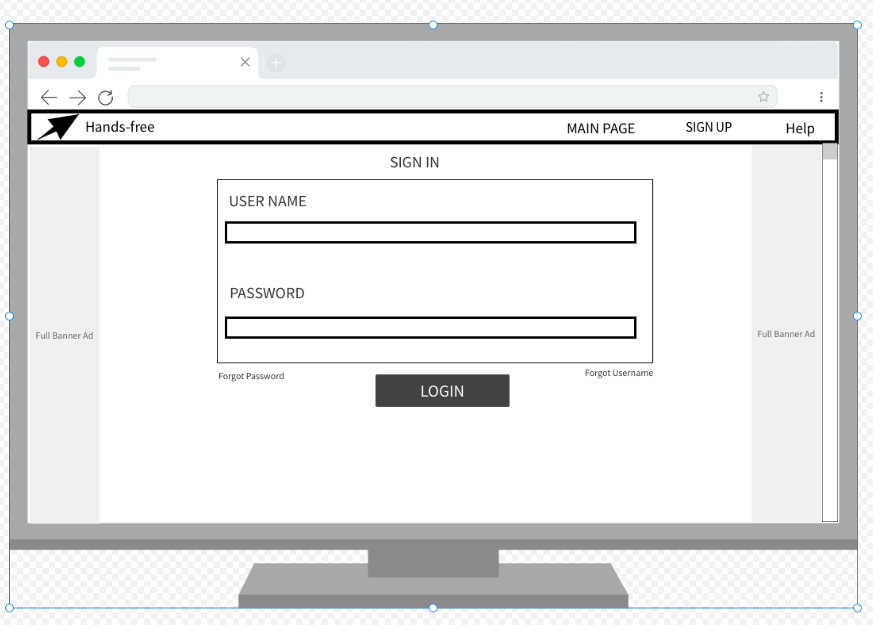 Hands-free
MAIN PAGE
SIGN UP
Help
SIGN IN
USER NAME
PASSWORD
Full Banner Ad
Full Banner Ad
Forgot Password
Forgot Username
LOGIN